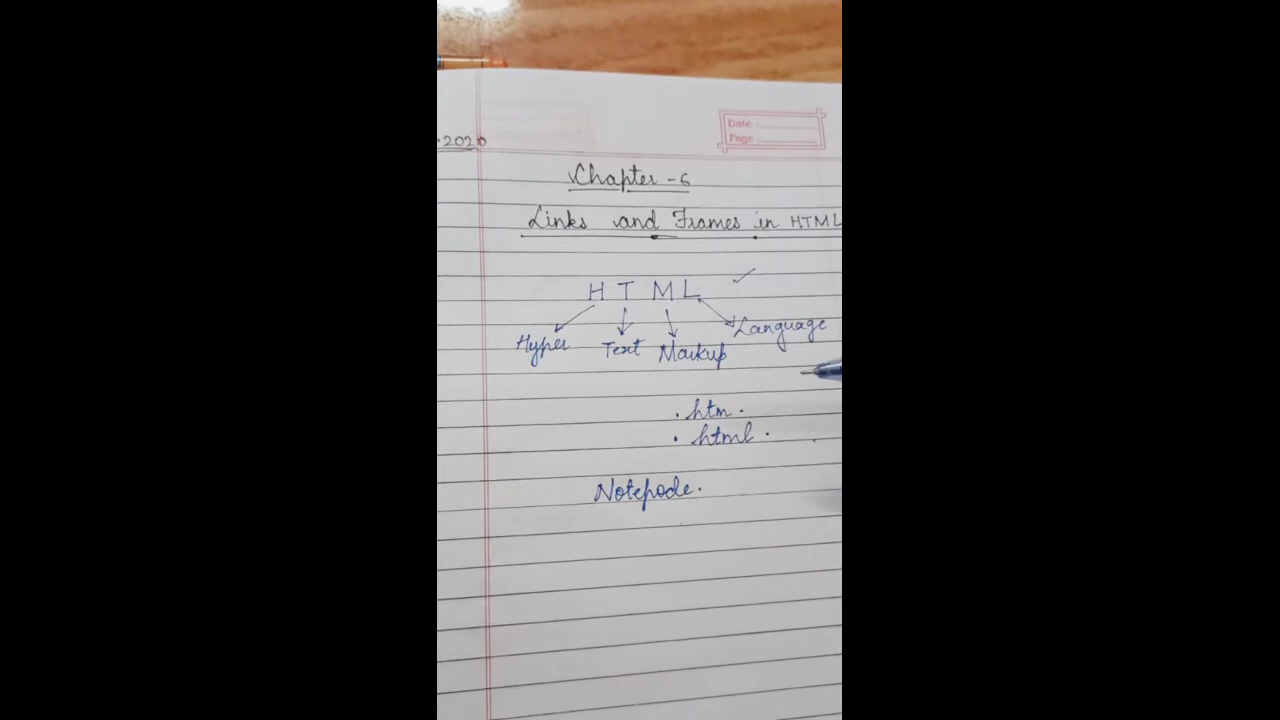 Date :
Page :
.2020
Chapter -6
Links and Frames in HTML
H T M L
Hyper Text Markup Language
.htm.
.html.
Notepade.